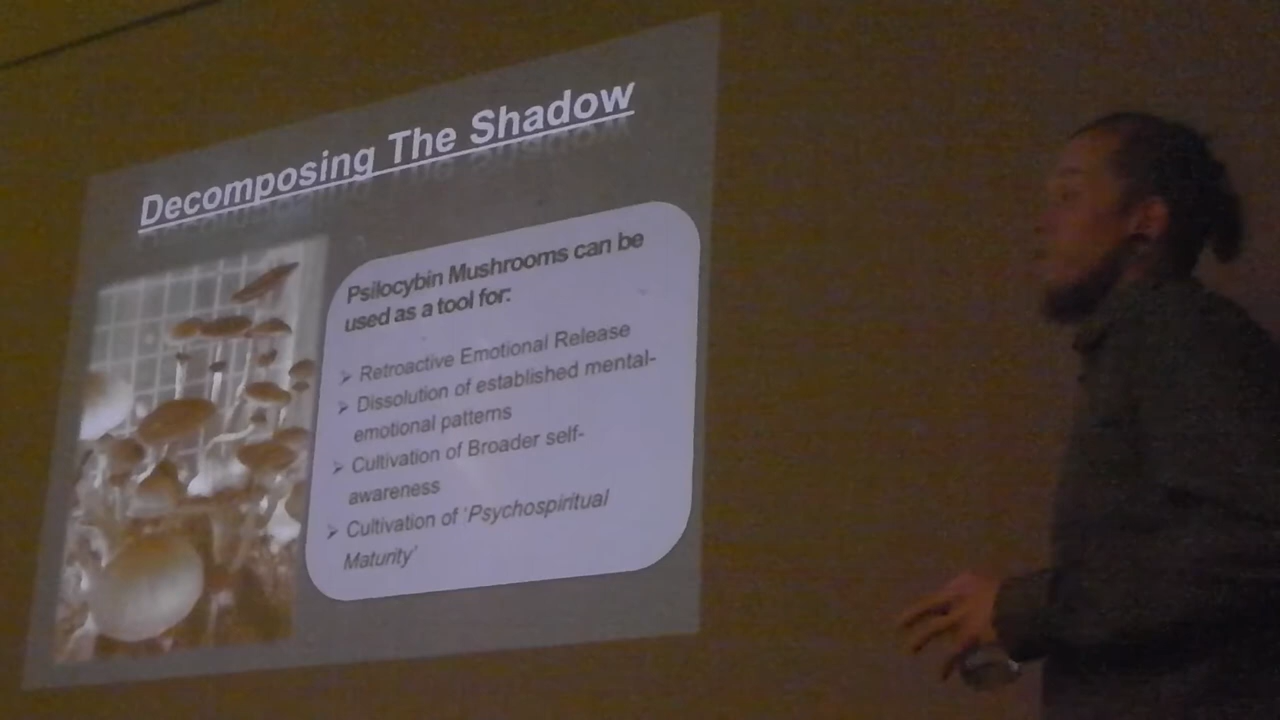 Decomposing The Shadow
Psilocybin Mushrooms can be
used as a tool for:
➢ Retroactive Emotional Release
➢ Dissolution of established mental-
emotional patterns
➢ Cultivation of Broader self-
awareness
➢ Cultivation of 'Psychospiritual
Maturity'